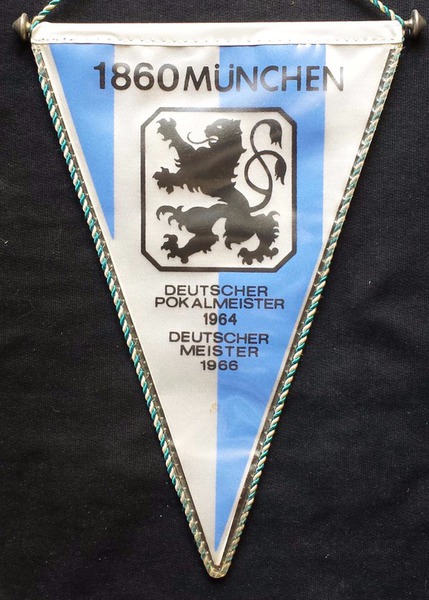 1860 MÜNCHEN
DEUTSCHER
POKALMEISTER
1964
DEUTSCHER
MEISTER
1966